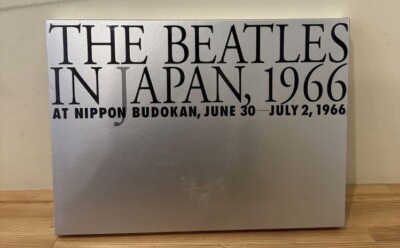 THE BEATLES
IN JAPAN, 1966
AT NIPPON BUDOKAN, JUNE 30—JULY 2, 1966